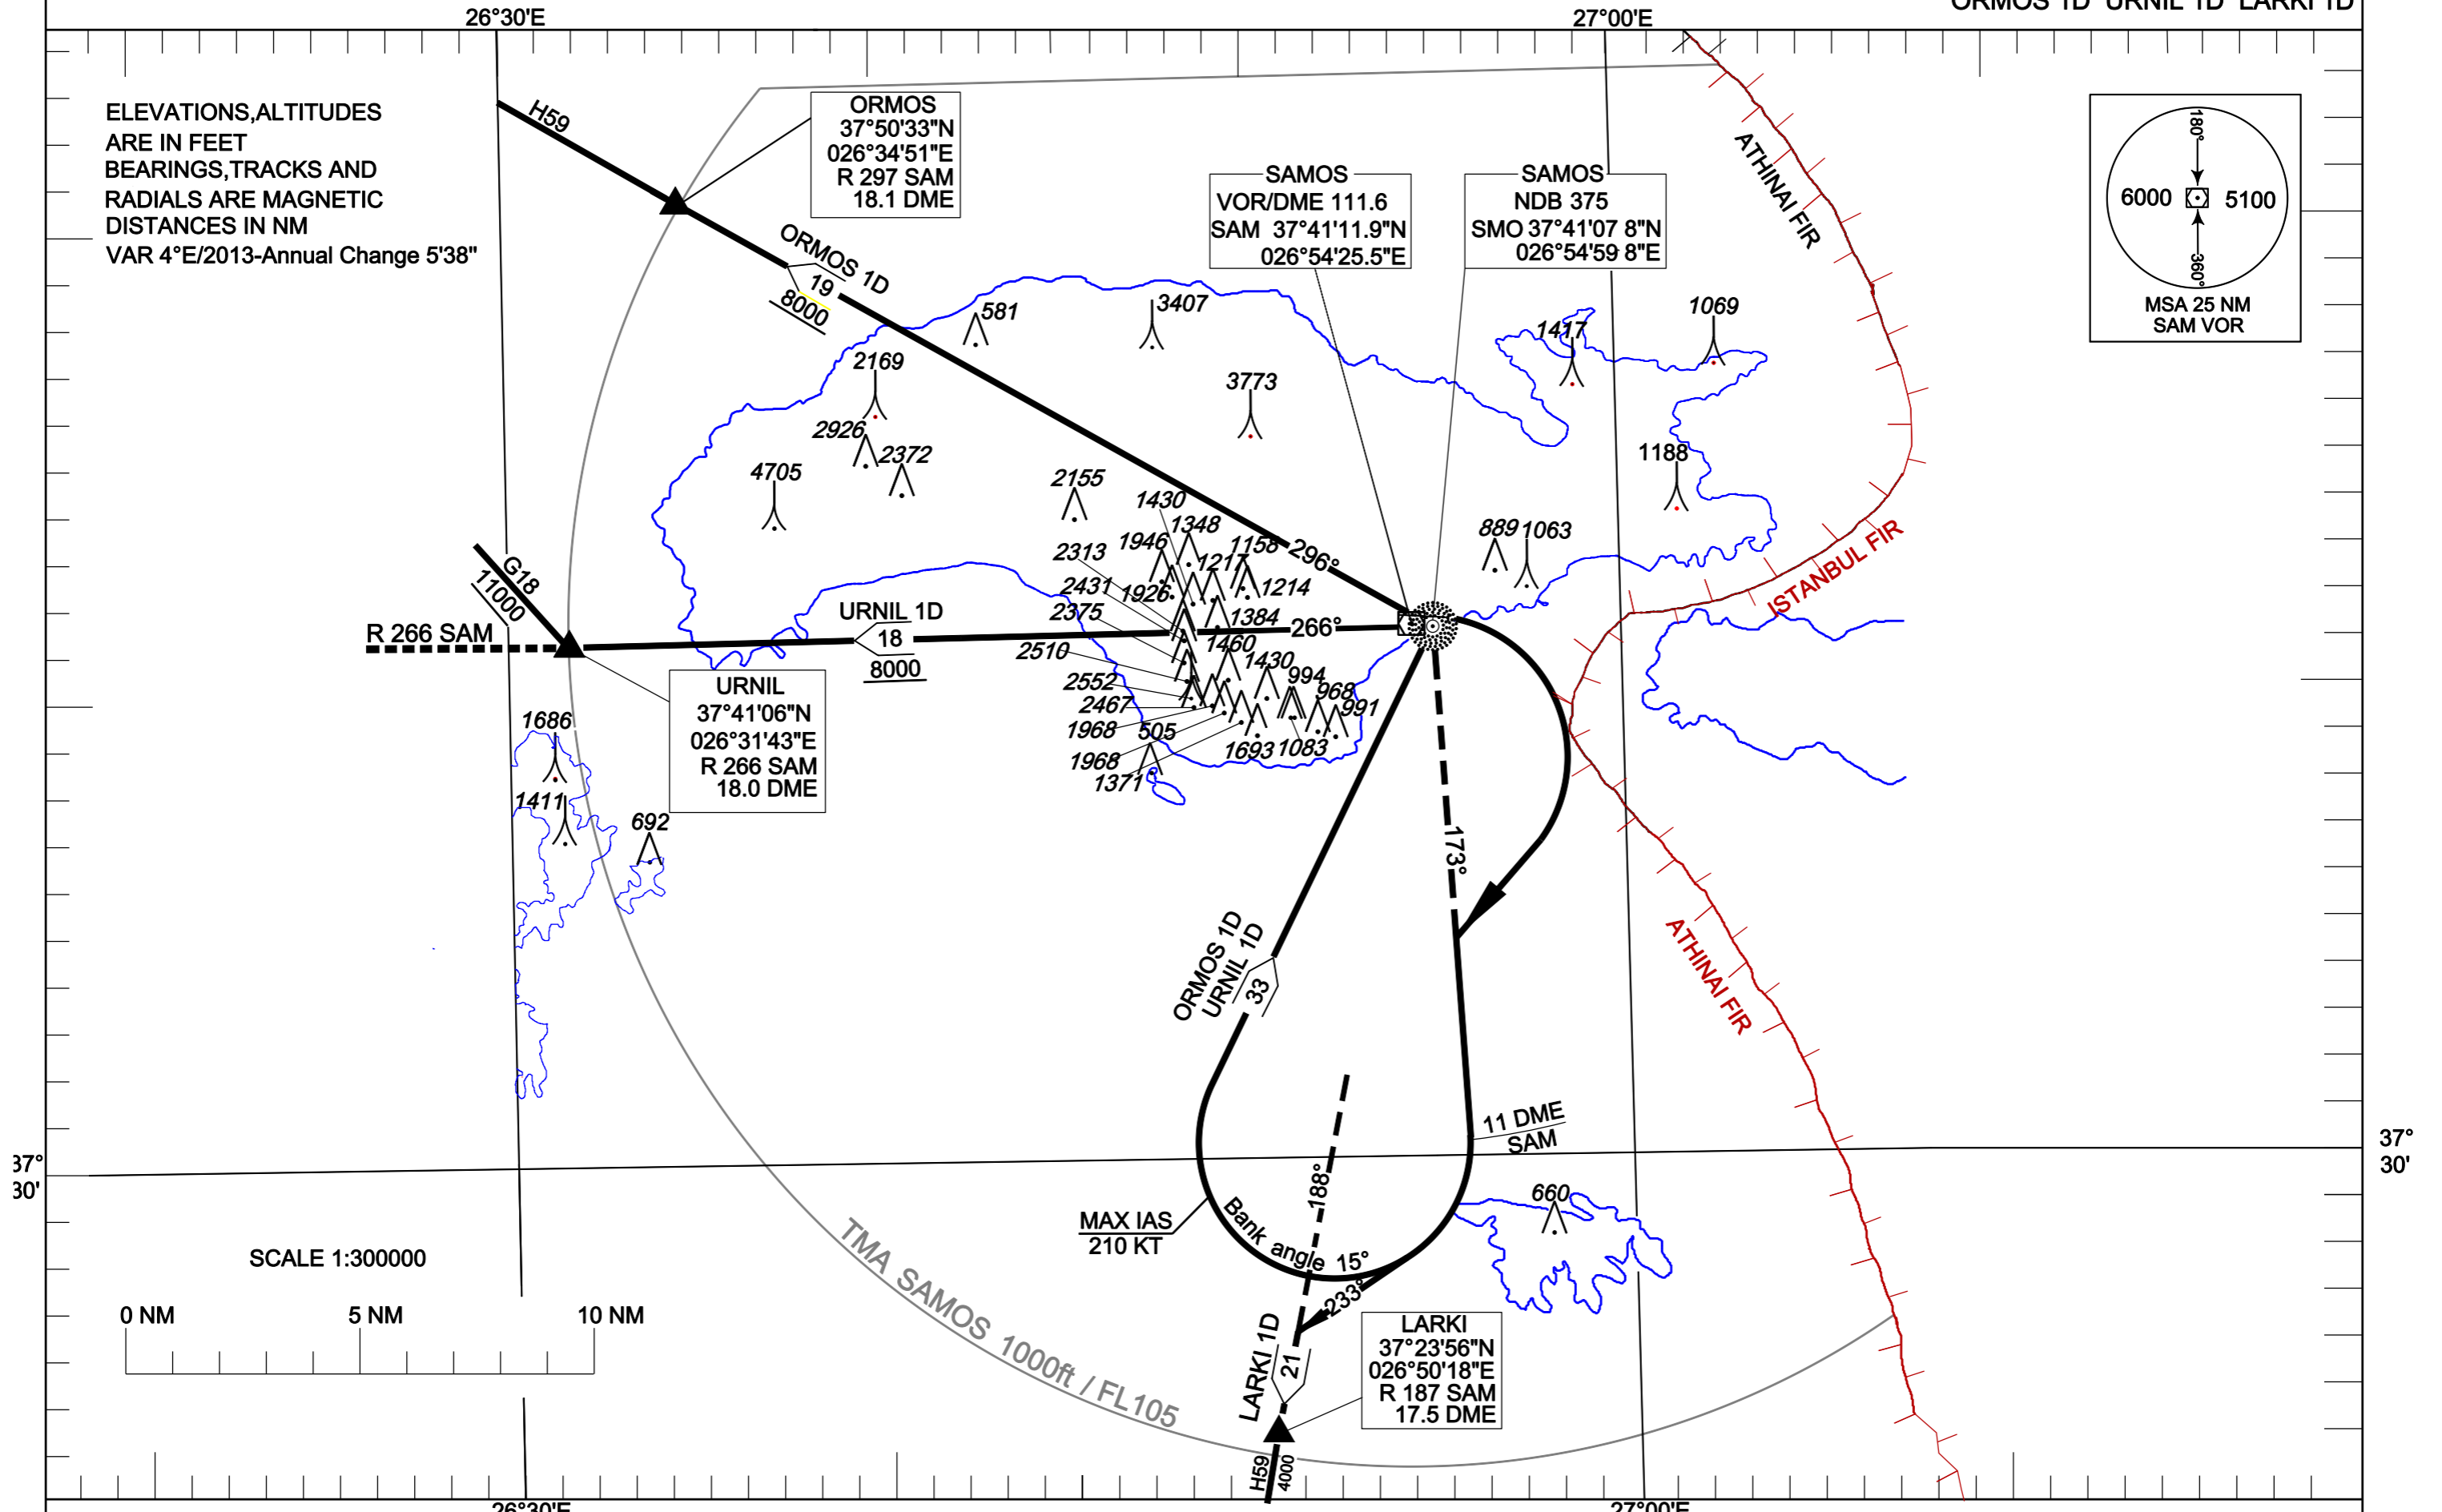 ORMOS 1D URNIL 1D LARKI 1D
26°30'E
27°00'E
ELEVATIONS,ALTITUDES
ARE IN FEET
BEARINGS,TRACKS AND
RADIALS ARE MAGNETIC
DISTANCES IN NM
VAR 4°E/2013-Annual Change 5'38"
H59
ORMOS
37°50'33"N
026°34'51"E
R 297 SAM
18.1 DME
SAMOS
VOR/DME 111.6
SAM 37°41'11.9"N
026°54'25.5"E
SAMOS
NDB 375
SMO 37°41'07 8"N
026°54'59 8"E
ATHINAI FIR
180°
6000
5100
360°
MSA 25 NM
SAM VOR
ORMOS 1D
19
8000
581
3407
1417
1069
2169
3773
2926
2372
4705
2155
1430
1188
1348
889
1063
1946
1158
296°
2313
1217
2431
1926
1214
2375
1384
ISTANBUL FIR
G18
11000
R 266 SAM
URNIL 1D
18
8000
266°
1460
2510
1430
994
2552
968
2467
991
1968
505
1693
1083
1968
1371
URNIL
37°41'06"N
026°31'43"E
R 266 SAM
18.0 DME
1686
1411
692
173°
ORMOS 1D
URNIL 1D
33
ATHINAI FIR
11 DME
SAM
37°
30'
37°
30'
188°
660
MAX IAS
210 KT
Bank angle 15°
233°
TMA SAMOS 1000ft / FL105
SCALE 1:300000
0 NM
5 NM
10 NM
LARKI 1D
21
LARKI
37°23'56"N
026°50'18"E
R 187 SAM
17.5 DME
H59
4000
26°30'E
27°00'E